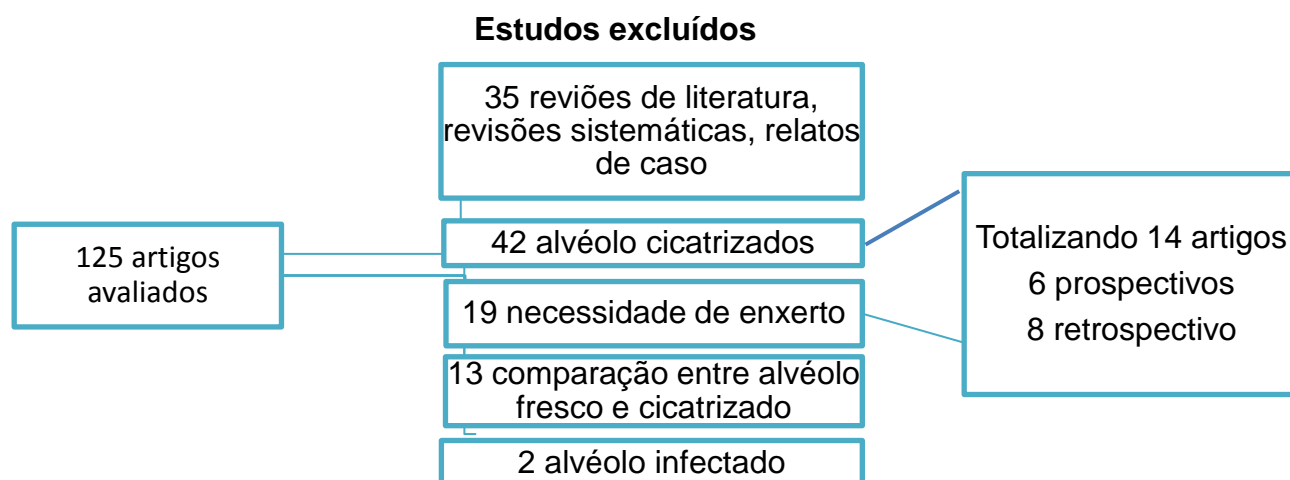 Estudos excluídos
35 reviões de literatura,
revisões sistemáticas, relatos
de caso
125 artigos
avaliados
42 alvéolo cicatrizados
19 necessidade de enxerto
13 comparação entre alvéolo
fresco e cicatrizado
2 alvéolo infectado
Totalizando 14 artigos
6 prospectivos
8 retrospectivo